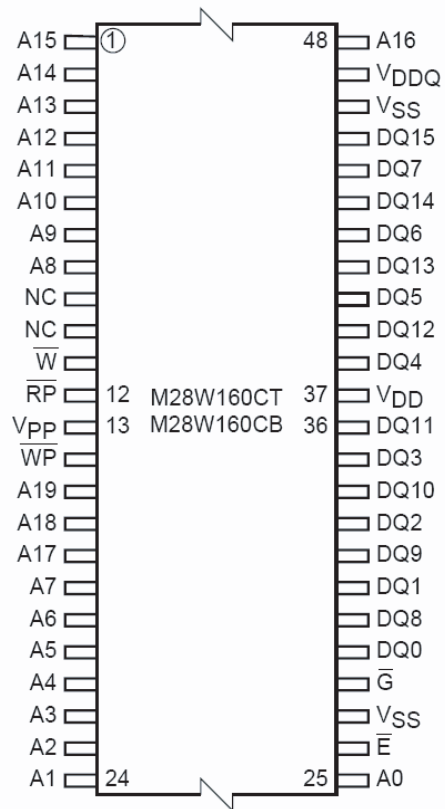 A15 ① 48 A16
A14 VDDQ
A13 VSS
A12 DQ15
A11 DQ7
A10 DQ14
A9 DQ6
A8 DQ13
NC DQ5
NC DQ12
W̅ DQ4
R̅P̅ 12 M28W160CT 37 VDD
VPP 13 M28W160CB 36 DQ11
W̅P̅ DQ3
A19 DQ10
A18 DQ2
A17 DQ9
A7 DQ1
A6 DQ8
A5 DQ0
A4 G̅
A3 VSS
A2 E̅
A1 24 25 A0